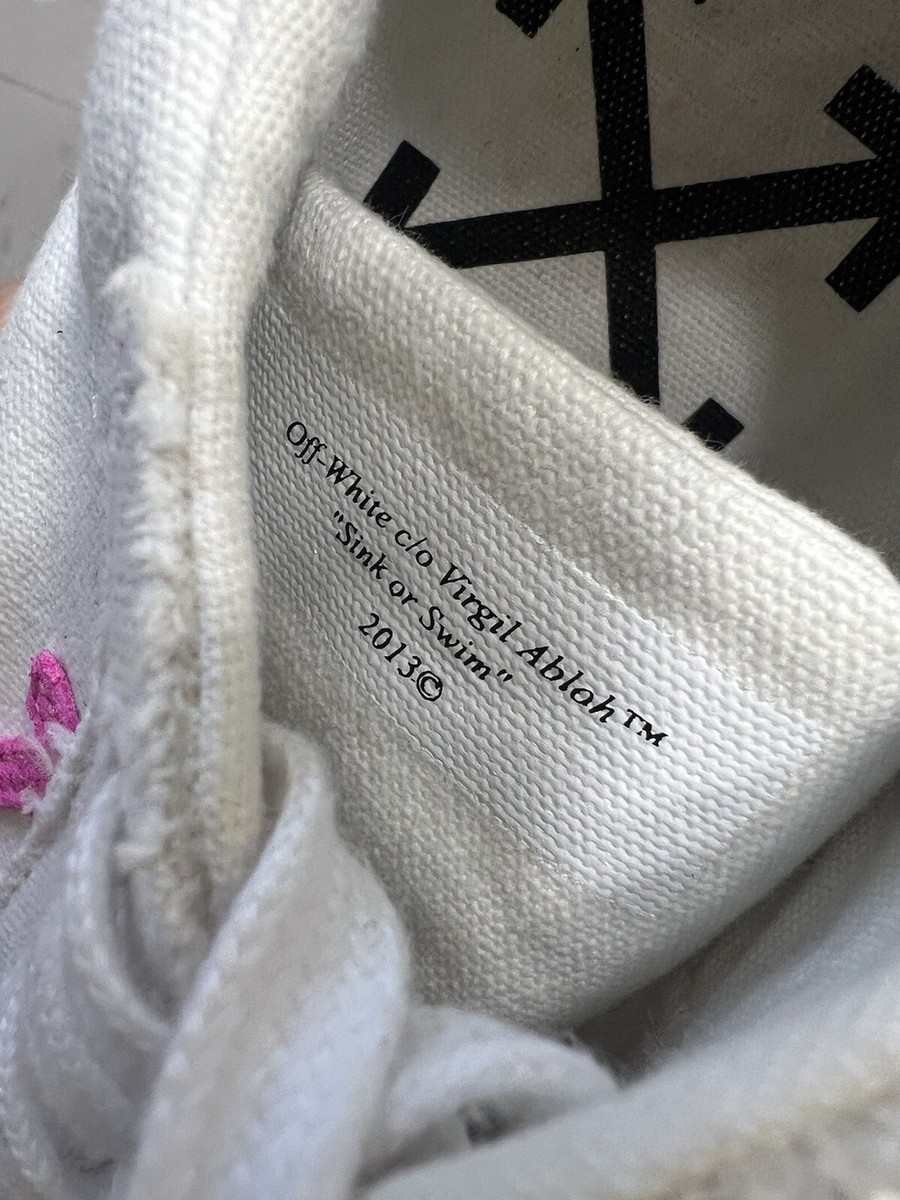 Off-White c/o Virgil Abloh™
"Sink or Swim"
2013©